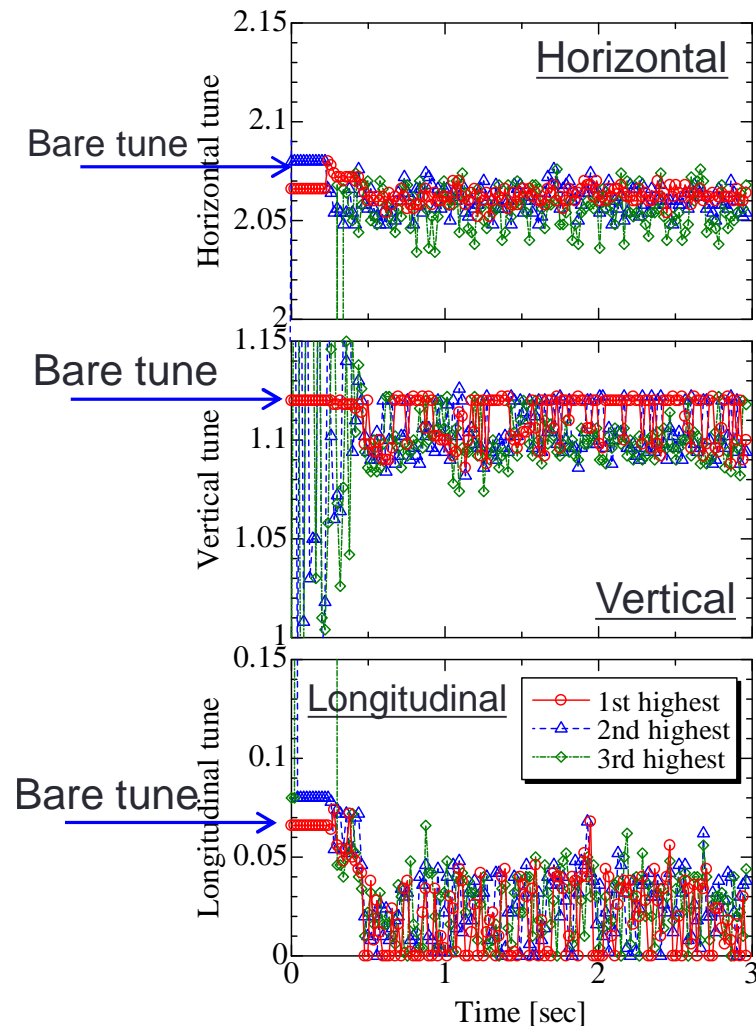 2.15
Horizontal
2.1
Bare tune
Horizontal tune
2.05
2
1.15
Bare tune
1.1
Vertical tune
1.05
Vertical
1
0.15
Longitudinal
1st highest
2nd highest
3rd highest
0.1
Bare tune
Longitudinal tune
0.05
0
0 1 2 3
Time [sec]